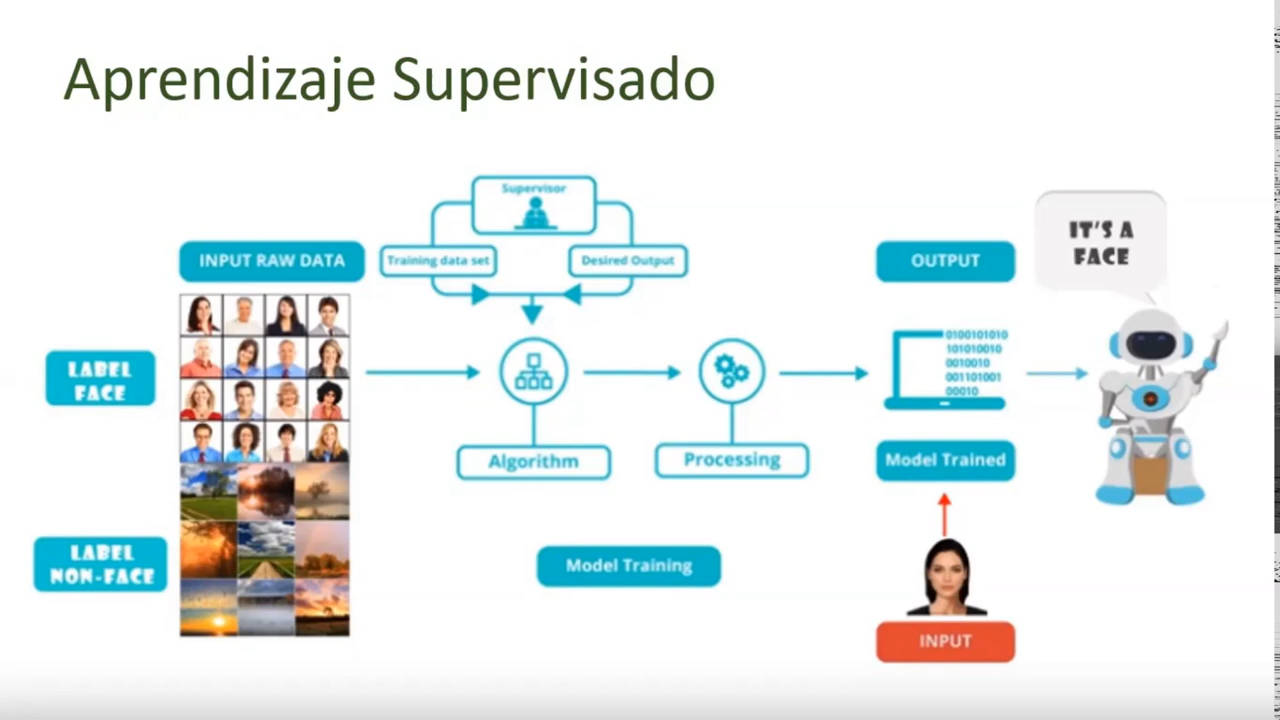 Aprendizaje Supervisado
Supervisor
INPUT RAW DATA
Training data set
Desired Output
OUTPUT
IT'S A
FACE
LABEL
FACE
0100101010
101010010
0010010
001101001
00010
Algorithm
Processing
Model Trained
LABEL
NON-FACE
Model Training
INPUT